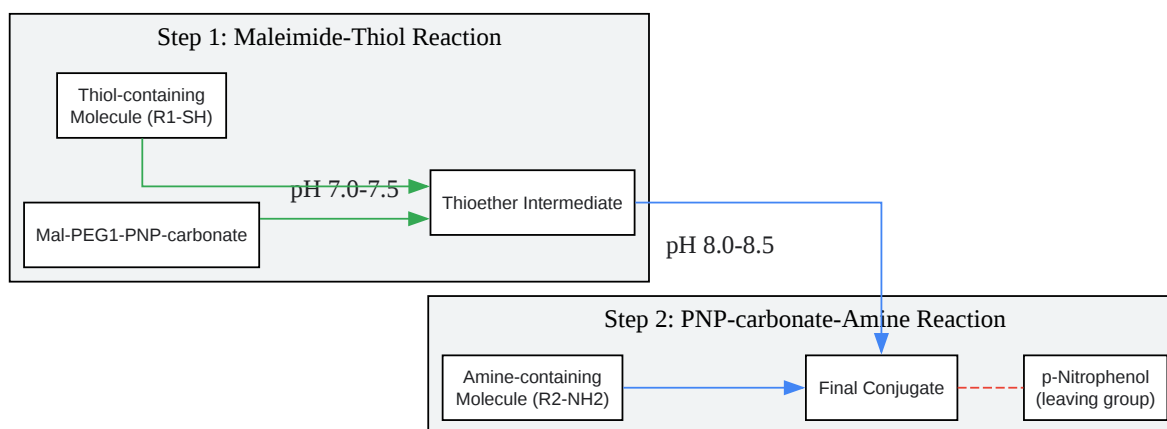 Step 1: Maleimide-Thiol Reaction
Thiol-containing
Molecule (R1-SH)
pH 7.0-7.5
Mal-PEG1-PNP-carbonate
Thioether Intermediate
pH 8.0-8.5
Step 2: PNP-carbonate-Amine Reaction
Amine-containing
Molecule (R2-NH2)
Final Conjugate
p-Nitrophenol
(leaving group)